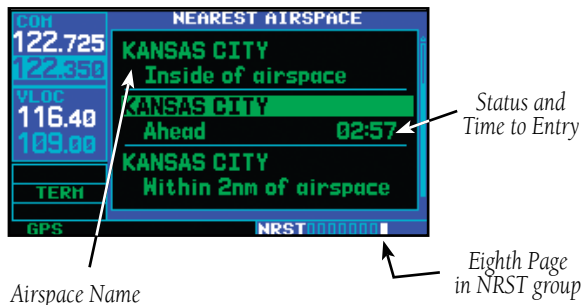 COM
122.725
122.350
VLOC
116.40
109.00
TERM
GPS
NEAREST AIRSPACE
KANSAS CITY
Inside of airspace
KANSAS CITY
Ahead 02:57
KANSAS CITY
Within 2nm of airspace
NRST
Status and
Time to Entry
Airspace Name
Eighth Page
in NRST group